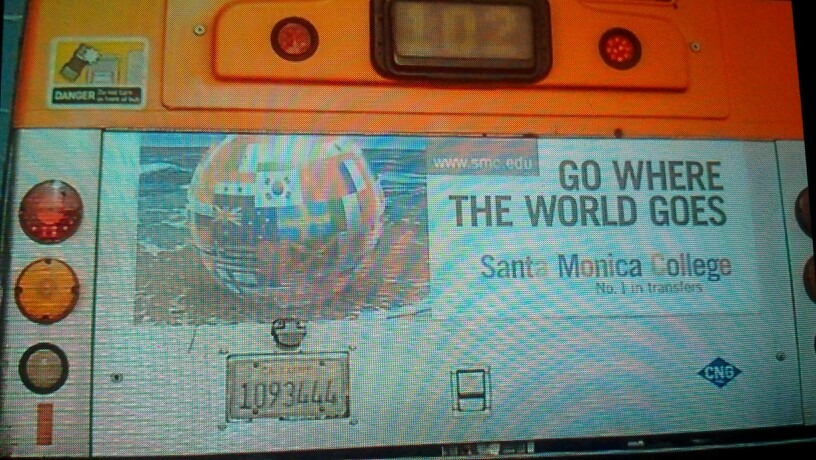 102
DANGER
www.smc.edu
GO WHERE
THE WORLD GOES
Santa Monica College
No. 1 in transfers
1093444
CNG